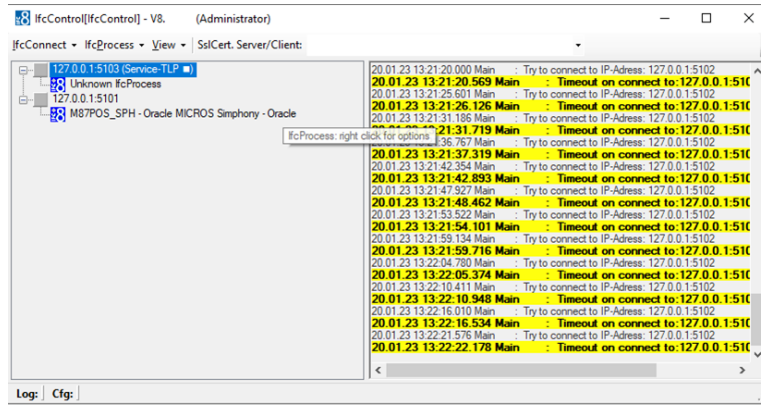 IfcControl[IfcControl] - V8. (Administrator)
IfcConnect IfcProcess View SslCert. Server/Client:
127.0.0.1:5103 (Service-TLP ■)
Unknown IfcProcess
127.0.0.1:5101
M87POS_SPH - Oracle MICROS Simphony - Oracle
IfcProcess: right click for options
20.01.23 13:21:20.000 Main : Try to connect to IP-Adress: 127.0.0.1:5102
20.01.23 13:21:20.569 Main : Timeout on connect to:127.0.0.1:510
20.01.23 13:21:25.601 Main : Try to connect to IP-Adress: 127.0.0.1:5102
20.01.23 13:21:26.126 Main : Timeout on connect to:127.0.0.1:510
20.01.23 13:21:31.186 Main : Try to connect to IP-Adress: 127.0.0.1:5102
:21:31.719 Main : Timeout on connect to:127.0.0.1:510
:36.767 Main : Try to connect to IP-Adress: 127.0.0.1:5102
20.01.23 13:21:37.319 Main : Timeout on connect to:127.0.0.1:510
20.01.23 13:21:42.354 Main : Try to connect to IP-Adress: 127.0.0.1:5102
20.01.23 13:21:42.893 Main : Timeout on connect to:127.0.0.1:510
20.01.23 13:21:47.927 Main : Try to connect to IP-Adress: 127.0.0.1:5102
20.01.23 13:21:48.462 Main : Timeout on connect to:127.0.0.1:510
20.01.23 13:21:53.522 Main : Try to connect to IP-Adress: 127.0.0.1:5102
20.01.23 13:21:54.101 Main : Timeout on connect to:127.0.0.1:510
20.01.23 13:21:59.134 Main : Try to connect to IP-Adress: 127.0.0.1:5102
20.01.23 13:21:59.716 Main : Timeout on connect to:127.0.0.1:510
20.01.23 13:22:04.780 Main : Try to connect to IP-Adress: 127.0.0.1:5102
20.01.23 13:22:05.374 Main : Timeout on connect to:127.0.0.1:510
20.01.23 13:22:10.411 Main : Try to connect to IP-Adress: 127.0.0.1:5102
20.01.23 13:22:10.948 Main : Timeout on connect to:127.0.0.1:510
20.01.23 13:22:16.010 Main : Try to connect to IP-Adress: 127.0.0.1:5102
20.01.23 13:22:16.534 Main : Timeout on connect to:127.0.0.1:510
20.01.23 13:22:21.576 Main : Try to connect to IP-Adress: 127.0.0.1:5102
20.01.23 13:22:22.178 Main : Timeout on connect to:127.0.0.1:510
Log: Cfg: